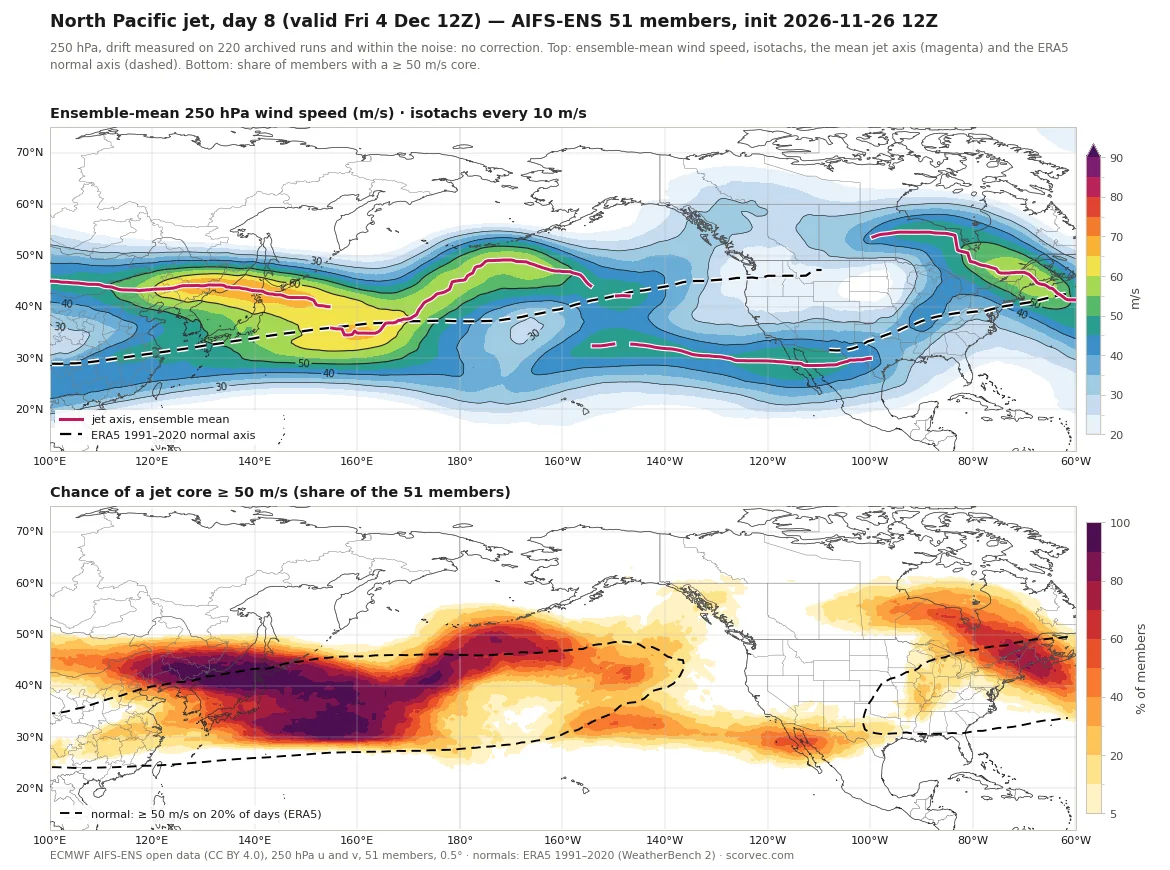 North Pacific jet, day 8 (valid Fri 4 Dec 12Z) — AIFS-ENS 51 members, init 2026-11-26 12Z
250 hPa, drift measured on 220 archived runs and within the noise: no correction. Top: ensemble-mean wind speed, isotachs, the mean jet axis (magenta) and the ERA5
normal axis (dashed). Bottom: share of members with a ≥ 50 m/s core.
Ensemble-mean 250 hPa wind speed (m/s) · isotachs every 10 m/s
70°N
60°N
50°N
40°N
30°N
20°N
30
60
40
30
50
40
30
30
40
jet axis, ensemble mean
ERA5 1991–2020 normal axis
100°E 120°E 140°E 160°E 180° 160°W 140°W 120°W 100°W 80°W 60°W
90
80
70
60
50
40
30
20
m/s
Chance of a jet core ≥ 50 m/s (share of the 51 members)
70°N
60°N
50°N
40°N
30°N
20°N
normal: ≥ 50 m/s on 20% of days (ERA5)
100°E 120°E 140°E 160°E 180° 160°W 140°W 120°W 100°W 80°W 60°W
100
80
60
40
20
5
% of members
ECMWF AIFS-ENS open data (CC BY 4.0), 250 hPa u and v, 51 members, 0.5° · normals: ERA5 1991–2020 (WeatherBench 2) · scorvec.com